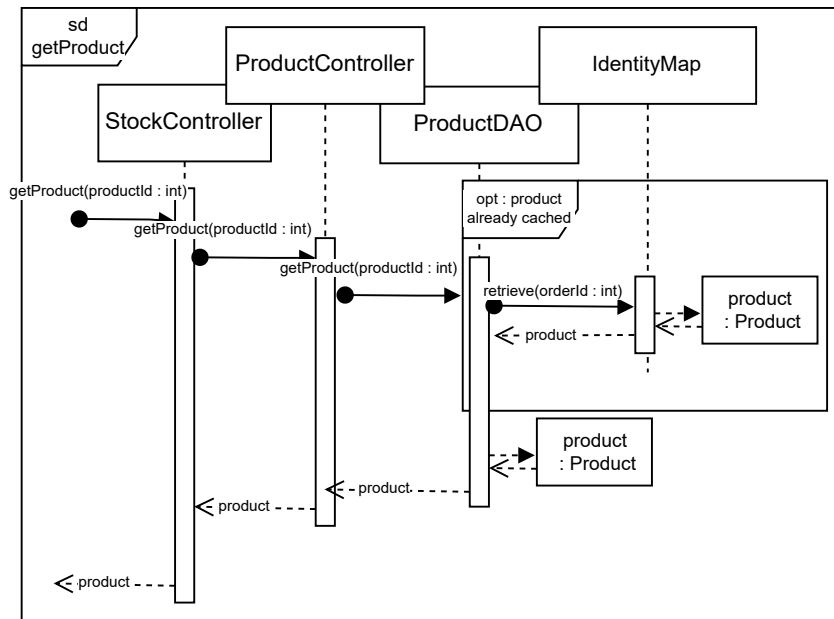 sd
getProduct
ProductController
IdentityMap
StockController
ProductDAO
getProduct(productId : int)
opt : product
already cached
getProduct(productId : int)
getProduct(productId : int)
retrieve(orderId : int)
product
: Product
product
product
: Product
product
product
product